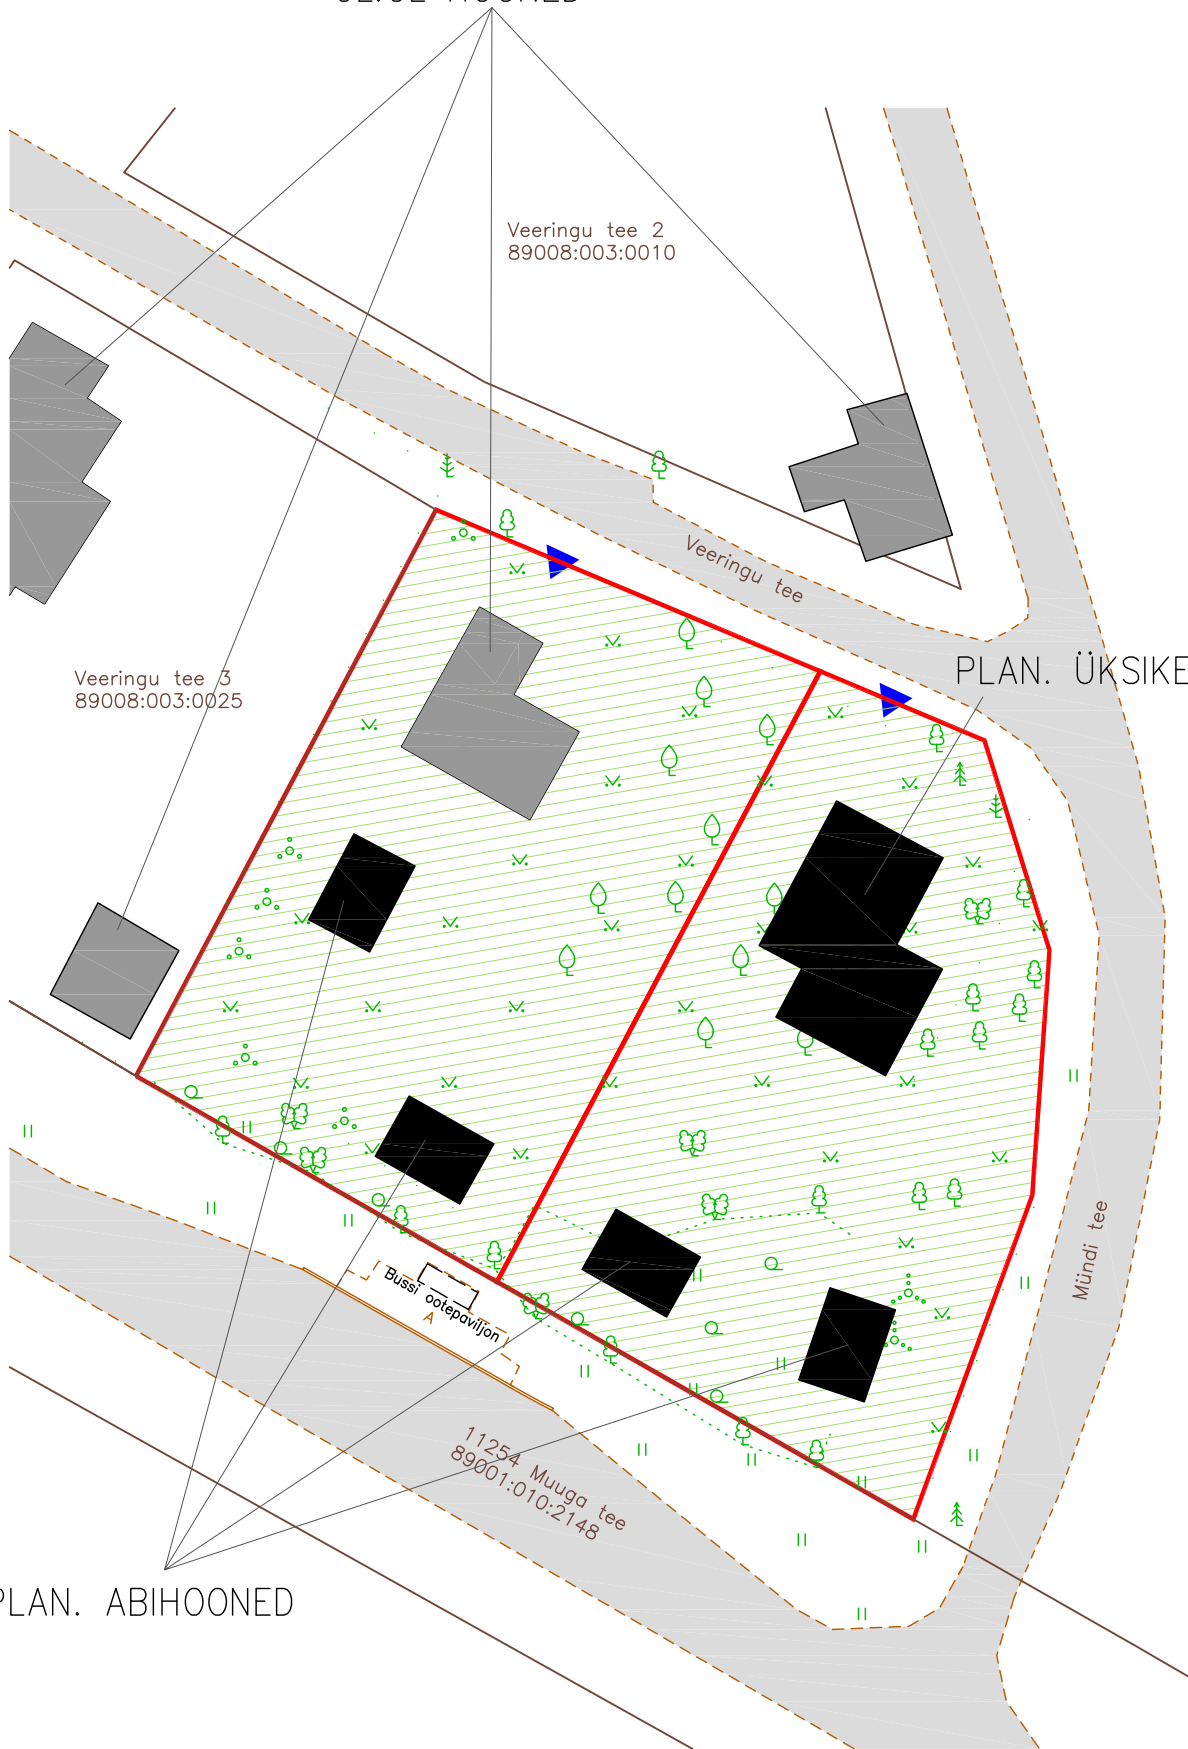 Veeringu tee 2
89008:003:0010
Veeringu tee
PLAN. ÜKSIKE
Veeringu tee 3
89008:003:0025
Mündi tee
Bussi ootepaviljon
A
11254 Muuga tee
89001:010:2148
PLAN. ABIHOONED